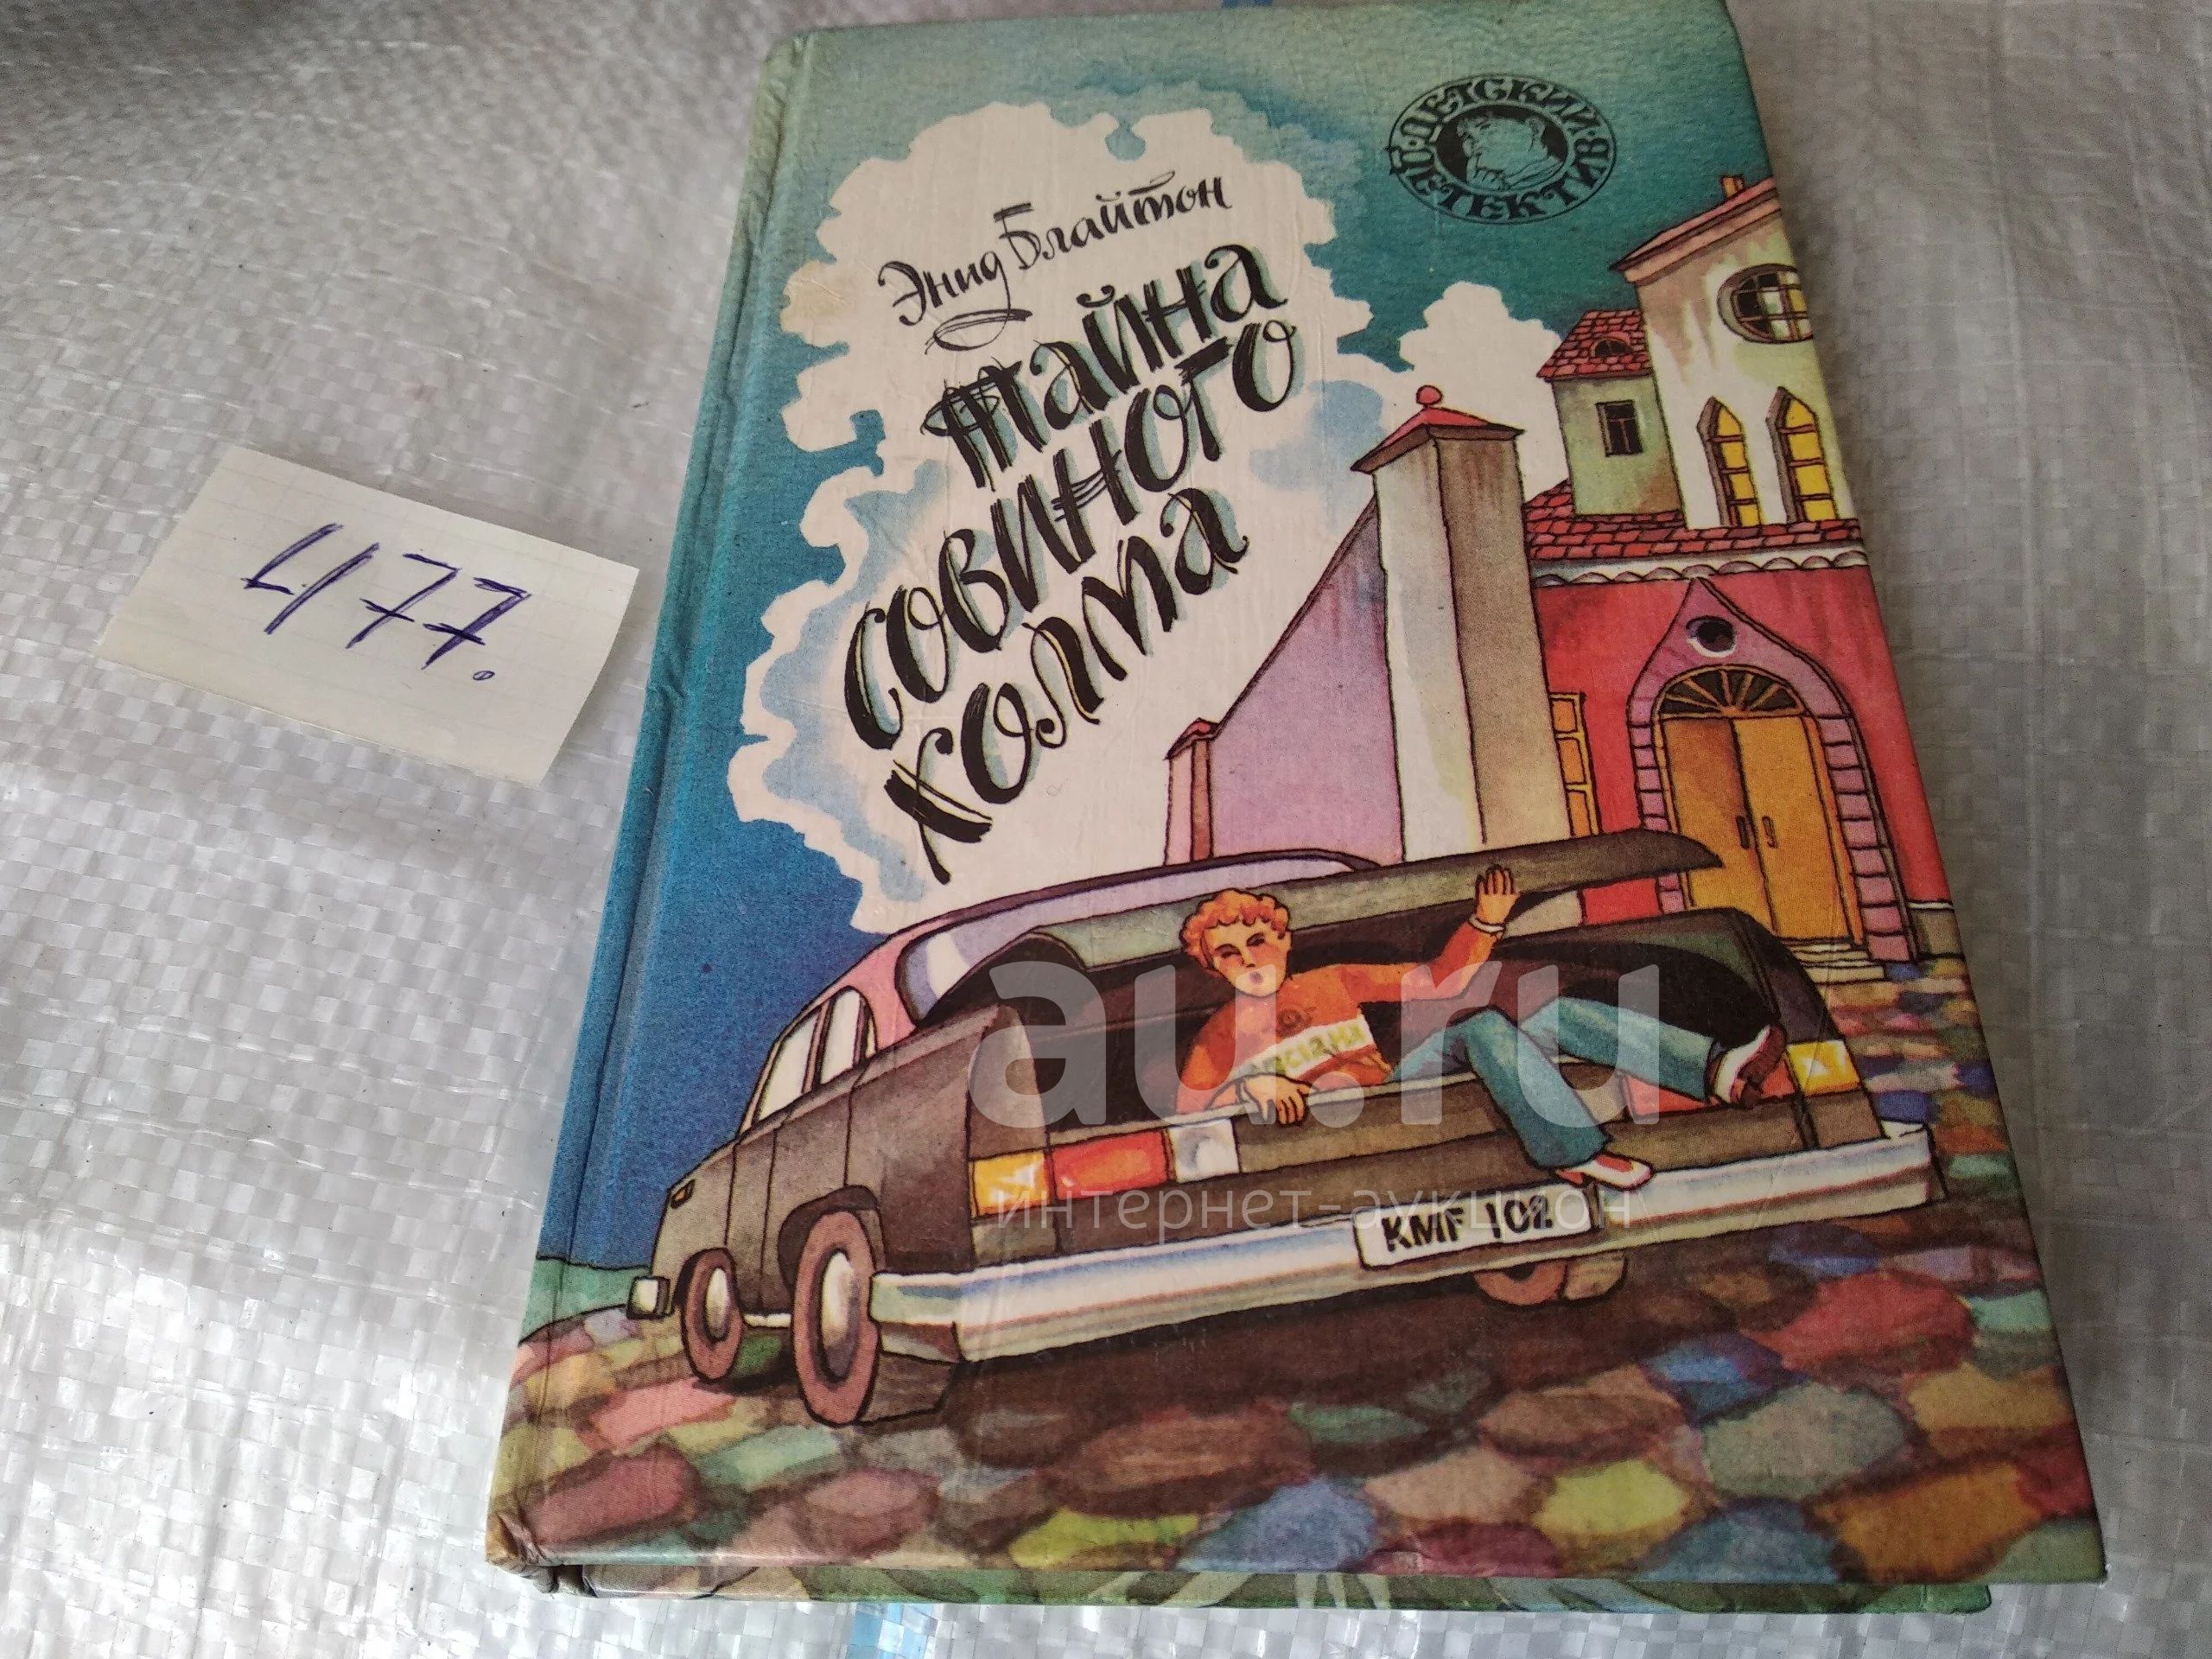 ДЕТСКИЙ
ДЕТЕКТИВ
Энид Блайтон
тайна
совиного
холма
477.
au.ru
интернет-аукцион
KMF 102